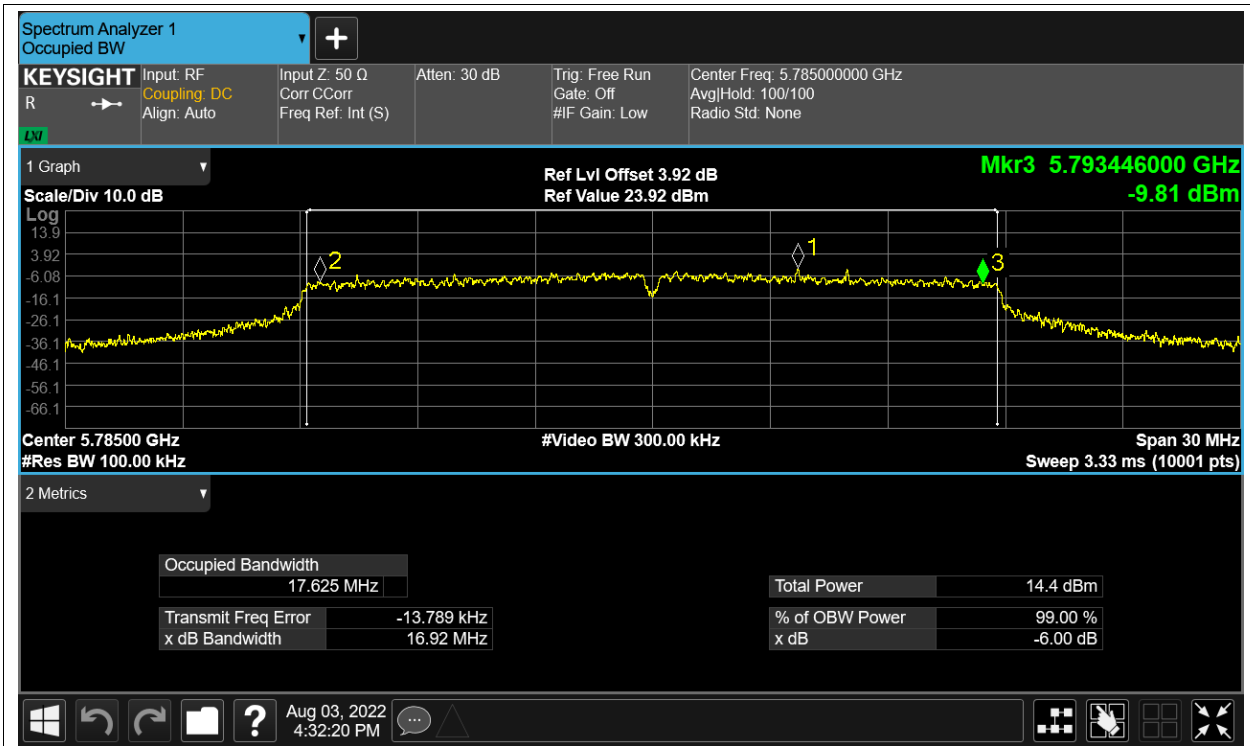 Spectrum Analyzer 1
Occupied BW
KEYSIGHT
R
LXI
Input: RF
Coupling: DC
Align: Auto
Input Z: 50 Ω
Corr CCorr
Freq Ref: Int (S)
Atten: 30 dB
Trig: Free Run
Gate: Off
#IF Gain: Low
Center Freq: 5.785000000 GHz
Avg|Hold: 100/100
Radio Std: None
1 Graph
Scale/Div 10.0 dB
Ref Lvl Offset 3.92 dB
Ref Value 23.92 dBm
Mkr3 5.793446000 GHz
-9.81 dBm
Log
13.9
3.92
-6.08
-16.1
-26.1
-36.1
-46.1
-56.1
-66.1
2
1
3
Center 5.78500 GHz
#Res BW 100.00 kHz
#Video BW 300.00 kHz
Span 30 MHz
Sweep 3.33 ms (10001 pts)
2 Metrics
Occupied Bandwidth
17.625 MHz
Transmit Freq Error -13.789 kHz
x dB Bandwidth 16.92 MHz
Total Power 14.4 dBm
% of OBW Power 99.00 %
x dB -6.00 dB
?
Aug 03, 2022
4:32:20 PM